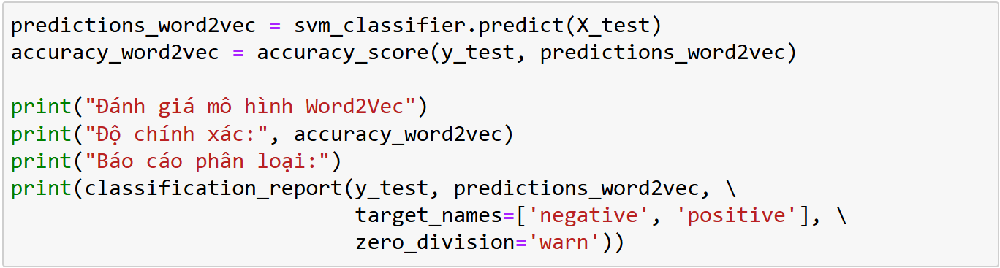 predictions_word2vec = svm_classifier.predict(X_test)
accuracy_word2vec = accuracy_score(y_test, predictions_word2vec)

print("Đánh giá mô hình Word2Vec")
print("Độ chính xác:", accuracy_word2vec)
print("Báo cáo phân loại:")
print(classification_report(y_test, predictions_word2vec, \
                            target_names=['negative', 'positive'], \
                            zero_division='warn'))